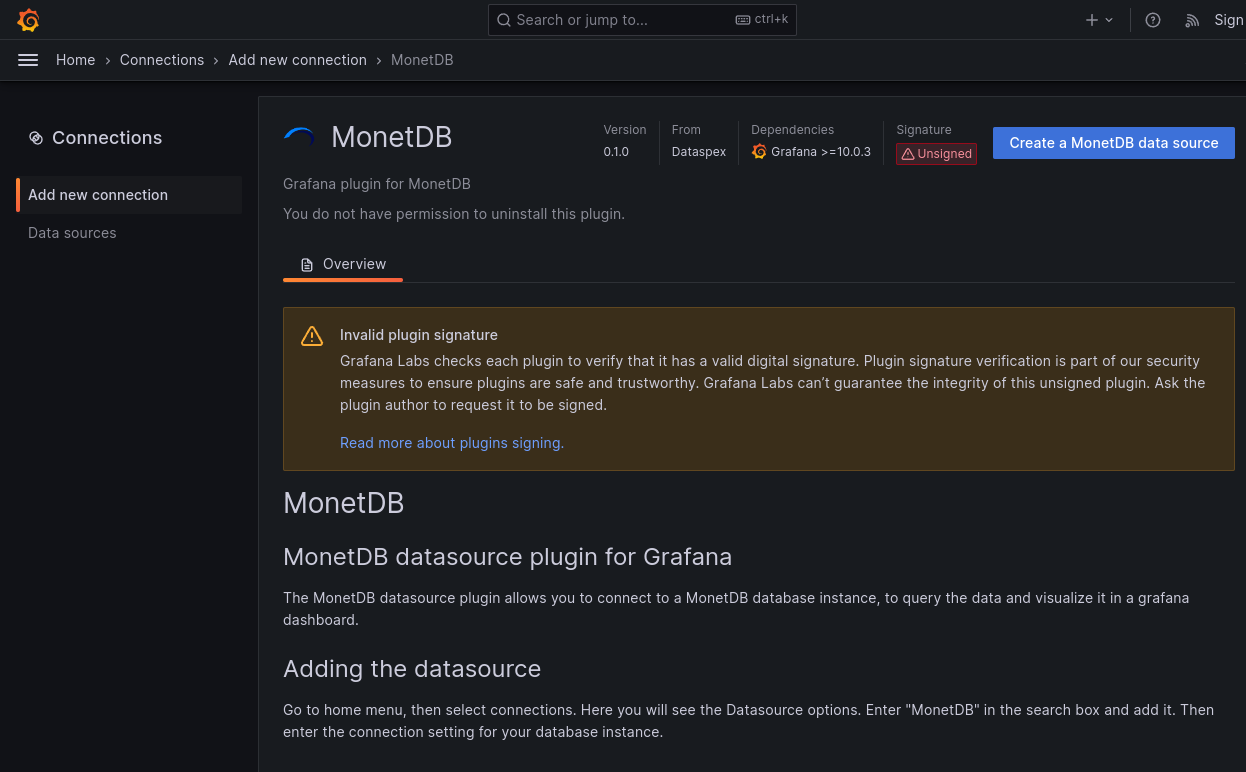 Search or jump to... ctrl+k Sign
Home › Connections › Add new connection › MonetDB
Connections
Add new connection
Data sources
MonetDB
Version
0.1.0
From
Dataspex
Dependencies
Grafana >=10.0.3
Signature
Unsigned
Create a MonetDB data source
Grafana plugin for MonetDB
You do not have permission to uninstall this plugin.
Overview
Invalid plugin signature
Grafana Labs checks each plugin to verify that it has a valid digital signature. Plugin signature verification is part of our security
measures to ensure plugins are safe and trustworthy. Grafana Labs can’t guarantee the integrity of this unsigned plugin. Ask the
plugin author to request it to be signed.
Read more about plugins signing.
MonetDB
MonetDB datasource plugin for Grafana
The MonetDB datasource plugin allows you to connect to a MonetDB database instance, to query the data and visualize it in a grafana
dashboard.
Adding the datasource
Go to home menu, then select connections. Here you will see the Datasource options. Enter "MonetDB" in the search box and add it. Then
enter the connection setting for your database instance.